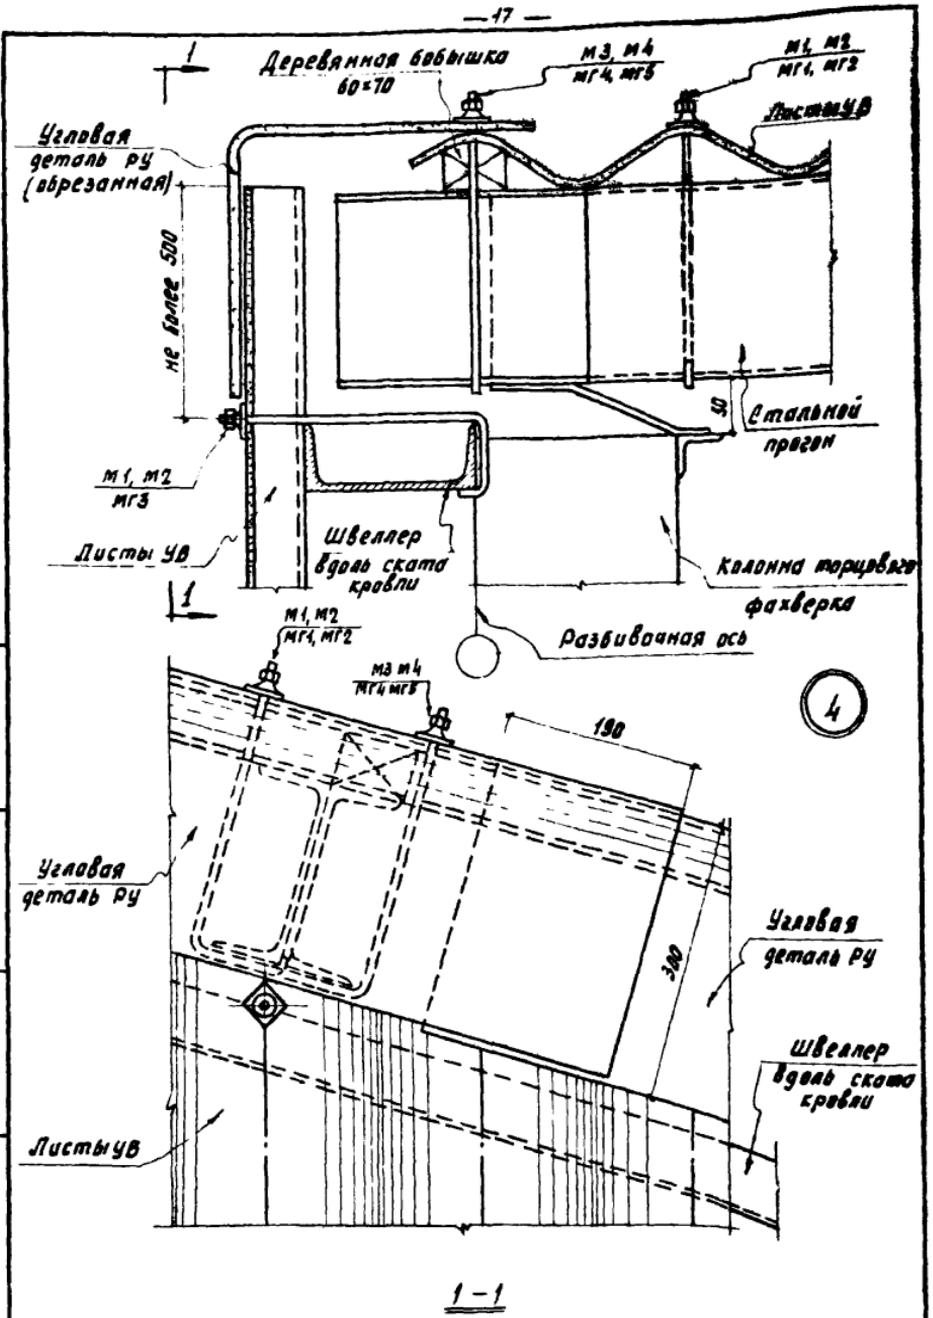 — 17 —
1
Деревянная бобышка
60×70
М3, М4
МГ4, МГ5
М1, М2
МГ1, МГ2
Листы УВ
Угловая
деталь РУ
(обрезанная)
не более 500
50
Стальной
прогон
М1, М2
МГ3
Листы УВ
Швеллер
вдоль ската
кровли
Колонна торцового
фахверка
1
Разбивочная ось
М1, М2
МГ1, МГ2
М3 М4
МГ4 МГ5
4
190
Угловая
деталь РУ
300
Угловая
деталь РУ
Швеллер
вдоль ската
кровли
Листы УВ
1 – 1